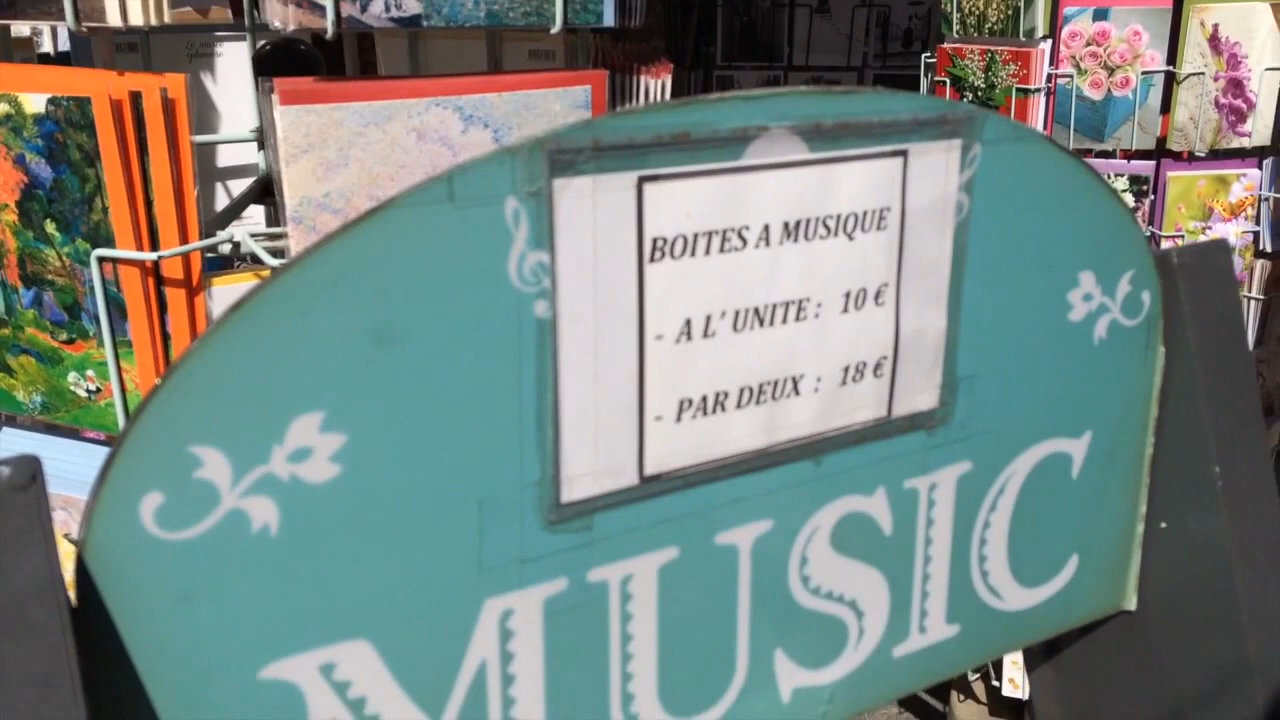 BOITES A MUSIQUE
- A L' UNITE : 10 €
- PAR DEUX : 18 €
MUSIC